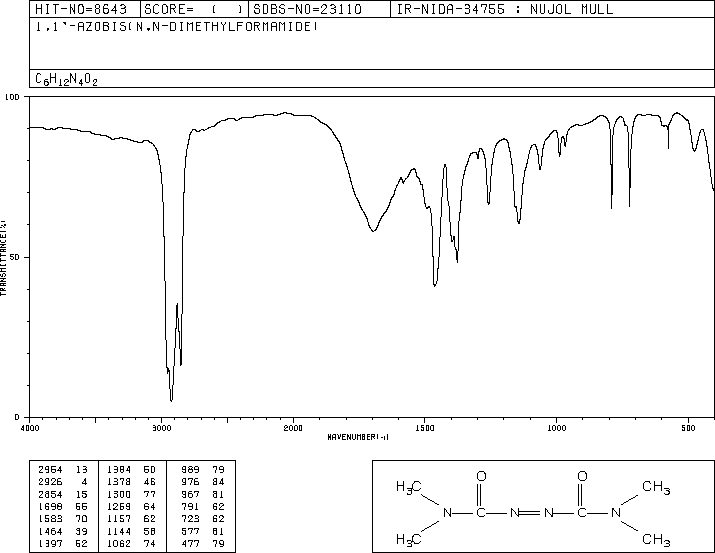 HIT-NO=8643 SCORE= ( ) SDBS-NO=23110 IR-NIDA-34755 : NUJOL MULL
1,1'-AZOBIS(N,N-DIMETHYLFORMAMIDE)
C6H12N4O2
100
50
0
TRANSMITTANCE(%)
4000 3000 2000 1500 1000 500
WAVENUMBER(-1)
2954 13 1384 50 989 79
2926 4 1378 46 976 84
2854 15 1300 77 967 81
1698 55 1259 64 791 62
1583 70 1157 62 723 62
1464 39 1144 58 577 81
1397 52 1062 74 477 79
O O
H3C CH3
N C N N C N
H3C CH3